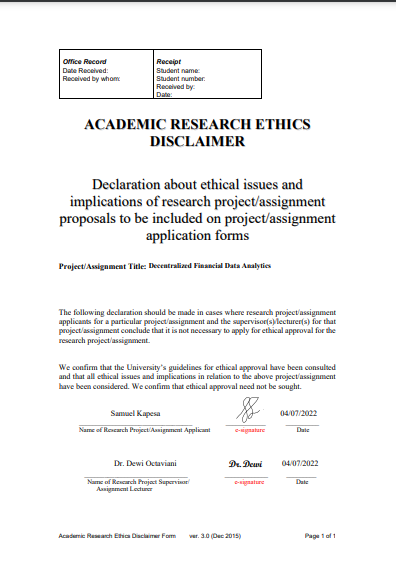 Office Record
Date Received:
Received by whom:
Receipt
Student name:
Student number:
Received by:
Date:
ACADEMIC RESEARCH ETHICS
DISCLAIMER
Declaration about ethical issues and
implications of research project/assignment
proposals to be included on project/assignment
application forms
Project/Assignment Title: Decentralized Financial Data Analytics
The following declaration should be made in cases where research project/assignment
applicants for a particular project/assignment and the supervisor(s)/lecturer(s) for that
project/assignment conclude that it is not necessary to apply for ethical approval for the
research project/assignment.
We confirm that the University's guidelines for ethical approval have been consulted
and that all ethical issues and implications in relation to the above project/assignment
have been considered. We confirm that ethical approval need not be sought.
Samuel Kapesa 04/07/2022
Name of Research Project/Assignment Applicant e-signature Date
Dr. Dewi Octaviani Dr. Dewi 04/07/2022
Name of Research Project Supervisor/ e-signature Date
Assignment Lecturer
Academic Research Ethics Disclaimer Form ver. 3.0 (Dec 2015) Page 1 of 1